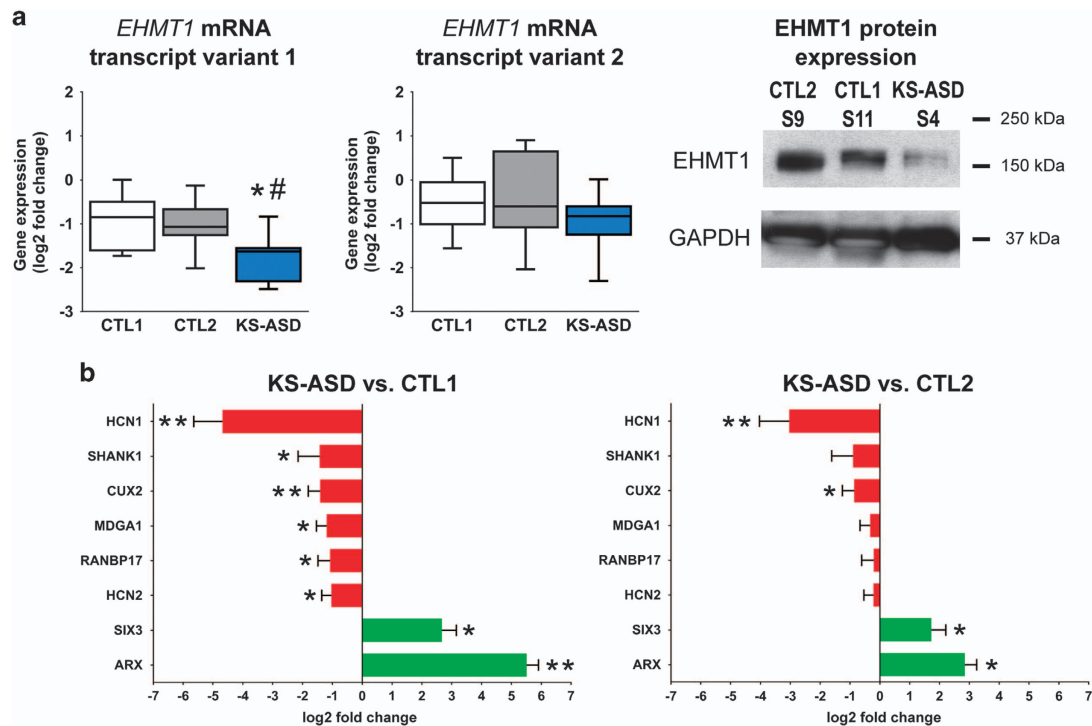 a
EHMT1 mRNA
transcript variant 1
Gene expression
(log2 fold change)
2
1
0
-1
-2
-3
* #
CTL1 CTL2 KS-ASD
EHMT1 mRNA
transcript variant 2
Gene expression
(log2 fold change)
2
1
0
-1
-2
-3
CTL1 CTL2 KS-ASD
EHMT1 protein
expression
CTL2 CTL1 KS-ASD
S9 S11 S4
250 kDa
EHMT1
150 kDa
GAPDH
37 kDa
b
KS-ASD vs. CTL1
HCN1 **
SHANK1 *
CUX2 **
MDGA1 *
RANBP17 *
HCN2 *
SIX3 *
ARX **
-7 -6 -5 -4 -3 -2 -1 0 1 2 3 4 5 6 7
log2 fold change
KS-ASD vs. CTL2
HCN1 **
SHANK1
CUX2 *
MDGA1
RANBP17
HCN2
SIX3 *
ARX *
-7 -6 -5 -4 -3 -2 -1 0 1 2 3 4 5 6 7
log2 fold change